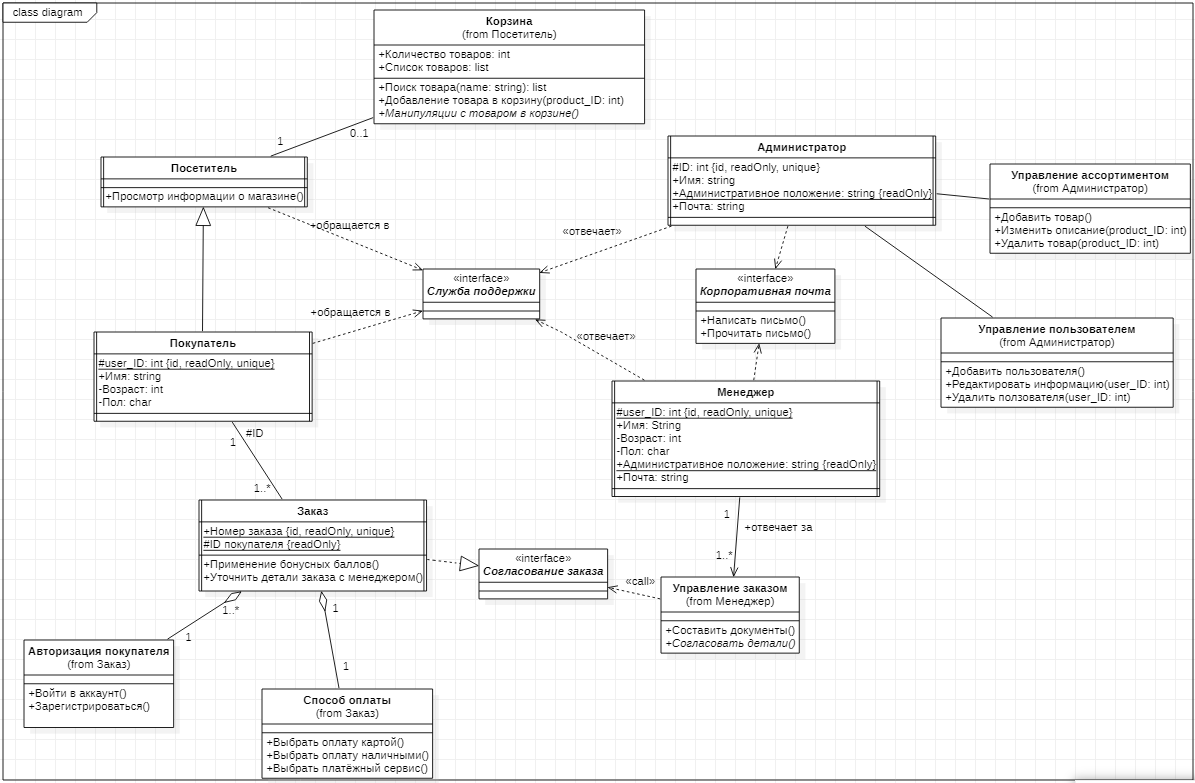 class diagram
Корзина
(from Посетитель)
+Количество товаров: int
+Список товаров: list
+Поиск товара(name: string): list
+Добавление товара в корзину(product_ID: int)
+Манипуляции с товаром в корзине()
1
0..1
Посетитель
+Просмотр информации о магазине()
Администратор
#ID: int {id, readOnly, unique}
+Имя: string
+Административное положение: string {readOnly}
+Почта: string
Управление ассортиментом
(from Администратор)
+Добавить товар()
+Изменить описание(product_ID: int)
+Удалить товар(product_ID: int)
+обращается в
«отвечает»
«interface»
Служба поддержки
«interface»
Корпоративная почта
+Написать письмо()
+Прочитать письмо()
+обращается в
«отвечает»
Управление пользователем
(from Администратор)
+Добавить пользователя()
+Редактировать информацию(user_ID: int)
+Удалить ползователя(user_ID: int)
Покупатель
#user_ID: int {id, readOnly, unique}
+Имя: string
-Возраст: int
-Пол: char
Менеджер
#user_ID: int {id, readOnly, unique}
+Имя: String
-Возраст: int
-Пол: char
+Административное положение: string {readOnly}
+Почта: string
1
#ID
1..*
Заказ
+Номер заказа {id, readOnly, unique}
#ID покупателя {readOnly}
+Применение бонусных баллов()
+Уточнить детали заказа с менеджером()
1
+отвечает за
1..*
«interface»
Согласование заказа
«call»
Управление заказом
(from Менеджер)
+Составить документы()
+Согласовать детали()
1..*
1
1
1
Авторизация покупателя
(from Заказ)
+Войти в аккаунт()
+Зарегистрироваться()
Способ оплаты
(from Заказ)
+Выбрать оплату картой()
+Выбрать оплату наличными()
+Выбрать платёжный сервис()